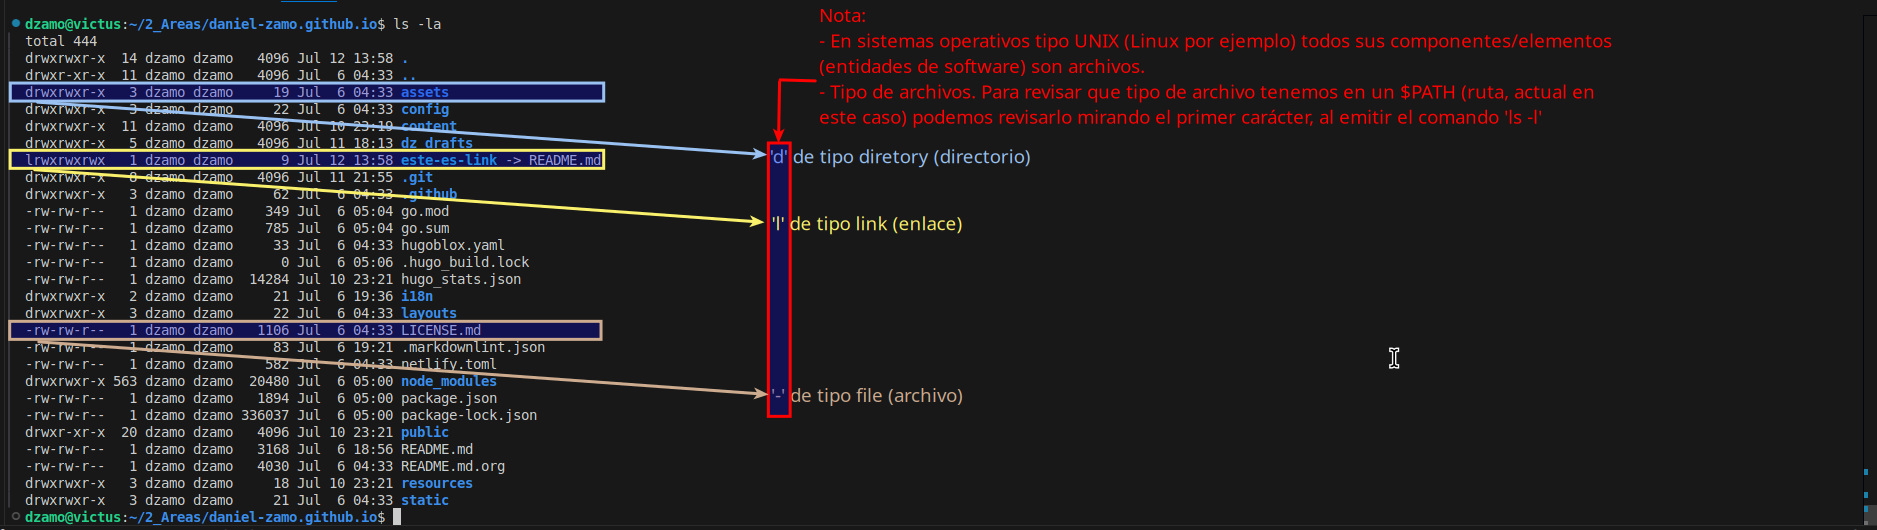 dzamo@victus:~/2_Areas/daniel-zamo.github.io$ ls -la
total 444
drwxrwxr-x  14 dzamo dzamo   4096 Jul 12 13:58 .
drwxr-xr-x  11 dzamo dzamo   4096 Jul  6 04:33 ..
drwxrwxr-x   3 dzamo dzamo     19 Jul  6 04:33 assets
drwxrwxr-x   3 dzamo dzamo     22 Jul  6 04:33 config
drwxrwxr-x  11 dzamo dzamo   4096 Jul 10 23:19 content
drwxrwxr-x   5 dzamo dzamo   4096 Jul 11 18:13 dz_drafts
lrwxrwxrwx   1 dzamo dzamo      9 Jul 12 13:58 este-es-link -> README.md
drwxrwxr-x   8 dzamo dzamo   4096 Jul 11 21:55 .git
drwxrwxr-x   3 dzamo dzamo     62 Jul  6 04:33 .github
-rw-rw-r--   1 dzamo dzamo    349 Jul  6 05:04 go.mod
-rw-rw-r--   1 dzamo dzamo    785 Jul  6 05:04 go.sum
-rw-rw-r--   1 dzamo dzamo     33 Jul  6 04:33 hugoblox.yaml
-rw-rw-r--   1 dzamo dzamo      0 Jul  6 05:06 .hugo_build.lock
-rw-rw-r--   1 dzamo dzamo  14284 Jul 10 23:21 hugo_stats.json
drwxrwxr-x   2 dzamo dzamo     21 Jul  6 19:36 i18n
drwxrwxr-x   3 dzamo dzamo     22 Jul  6 04:33 layouts
-rw-rw-r--   1 dzamo dzamo   1106 Jul  6 04:33 LICENSE.md
-rw-rw-r--   1 dzamo dzamo     83 Jul  6 19:21 .markdownlint.json
-rw-rw-r--   1 dzamo dzamo    582 Jul  6 04:33 netlify.toml
drwxrwxr-x 563 dzamo dzamo  20480 Jul  6 05:00 node_modules
-rw-rw-r--   1 dzamo dzamo   1894 Jul  6 05:00 package.json
-rw-rw-r--   1 dzamo dzamo 336037 Jul  6 05:00 package-lock.json
drwxr-xr-x  20 dzamo dzamo   4096 Jul 10 23:21 public
-rw-rw-r--   1 dzamo dzamo   3168 Jul  6 18:56 README.md
-rw-rw-r--   1 dzamo dzamo   4030 Jul  6 04:33 README.md.org
drwxrwxr-x   3 dzamo dzamo     18 Jul 10 23:21 resources
drwxrwxr-x   3 dzamo dzamo     21 Jul  6 04:33 static
dzamo@victus:~/2_Areas/daniel-zamo.github.io$
Nota:
- En sistemas operativos tipo UNIX (Linux por ejemplo) todos sus componentes/elementos
(entidades de software) son archivos.
- Tipo de archivos. Para revisar que tipo de archivo tenemos en un $PATH (ruta, actual en
este caso) podemos revisarlo mirando el primer carácter, al emitir el comando 'ls -l'
'd' de tipo diretory (directorio)
'l' de tipo link (enlace)
'-' de tipo file (archivo)